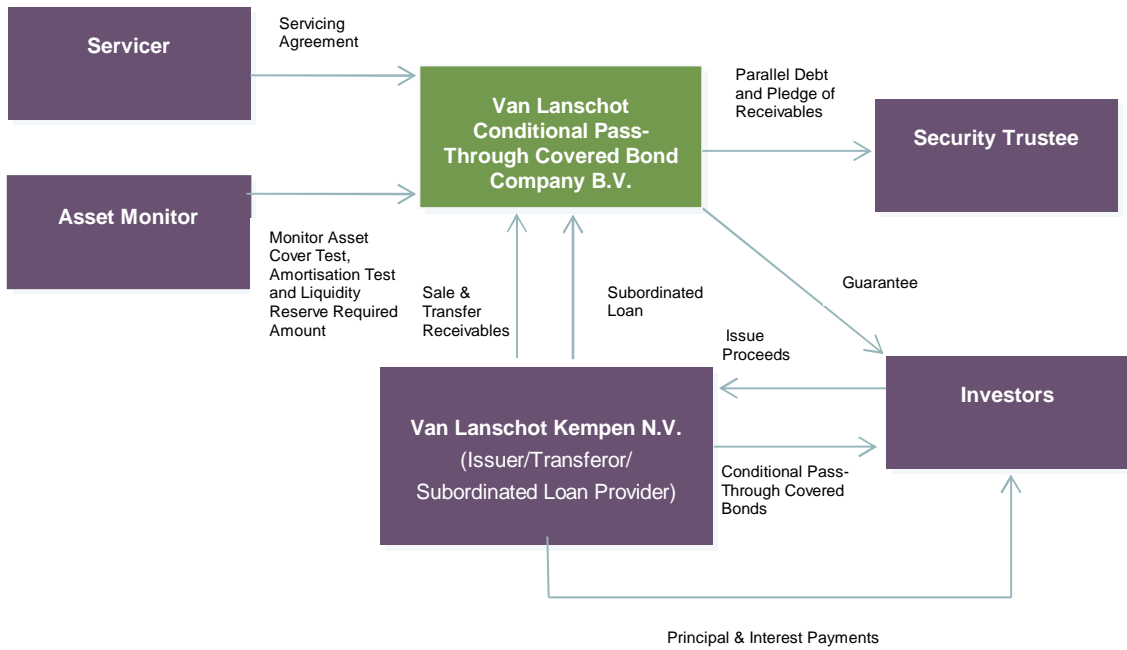 Servicer
Servicing
Agreement
Van Lanschot
Conditional Pass-
Through Covered Bond
Company B.V.
Parallel Debt
and Pledge of
Receivables
Security Trustee
Asset Monitor
Monitor Asset
Cover Test,
Amortisation Test
and Liquidity
Reserve Required
Amount
Sale &
Transfer
Receivables
Subordinated
Loan
Guarantee
Issue
Proceeds
Investors
Van Lanschot Kempen N.V.
(Issuer/Transferor/
Subordinated Loan Provider)
Conditional Pass-
Through Covered
Bonds
Principal & Interest Payments